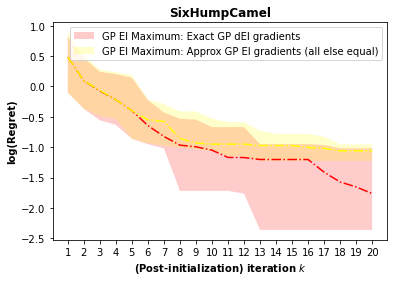 SixHumpCamel
GP EI Maximum: Exact GP dEI gradients
GP EI Maximum: Approx GP EI gradients (all else equal)
log(Regret)
1.0
0.5
0.0
−0.5
−1.0
−1.5
−2.0
−2.5
1 2 3 4 5 6 7 8 9 10 11 12 13 14 15 16 17 18 19 20
(Post-initialization) iteration k